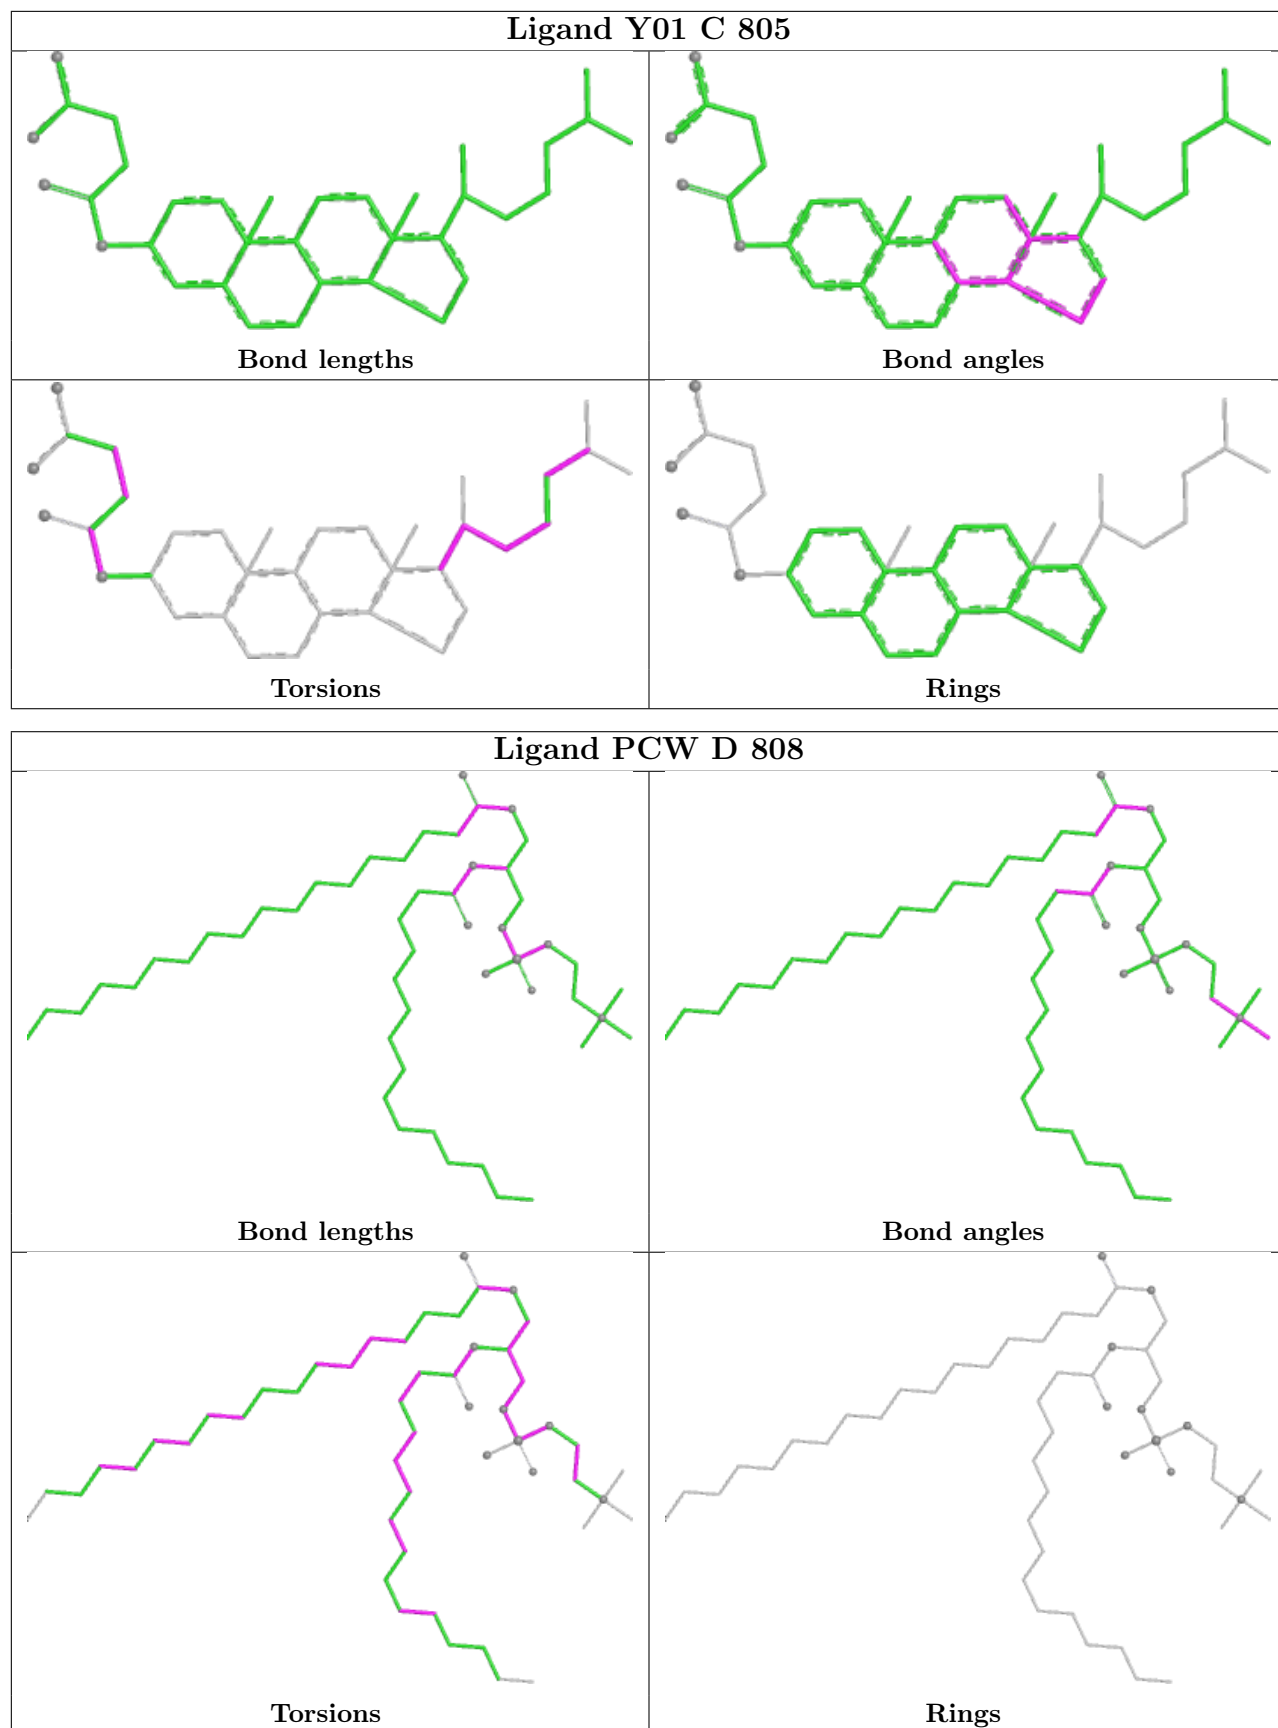 Ligand Y01 C 805
Bond lengths
Bond angles
Torsions
Rings
Ligand PCW D 808
Bond lengths
Bond angles
Torsions
Rings